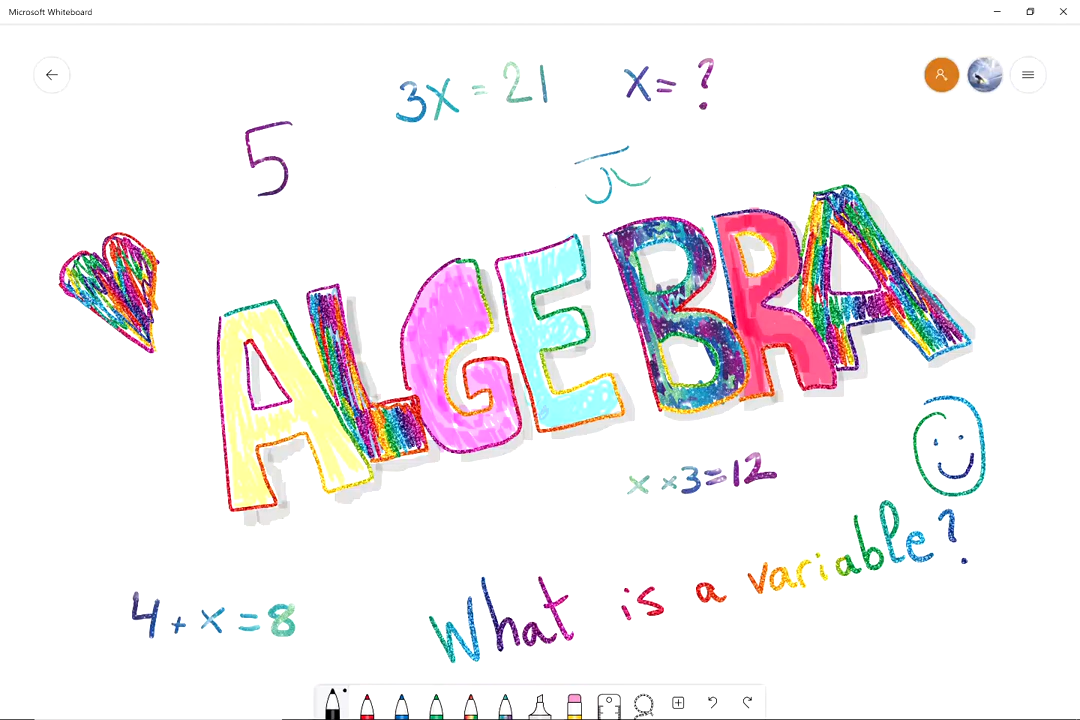 Microsoft Whiteboard
3x = 21 x = ?
5
π
ALGEBRA
x × 3 = 12
What is a variable?
4 + x = 8